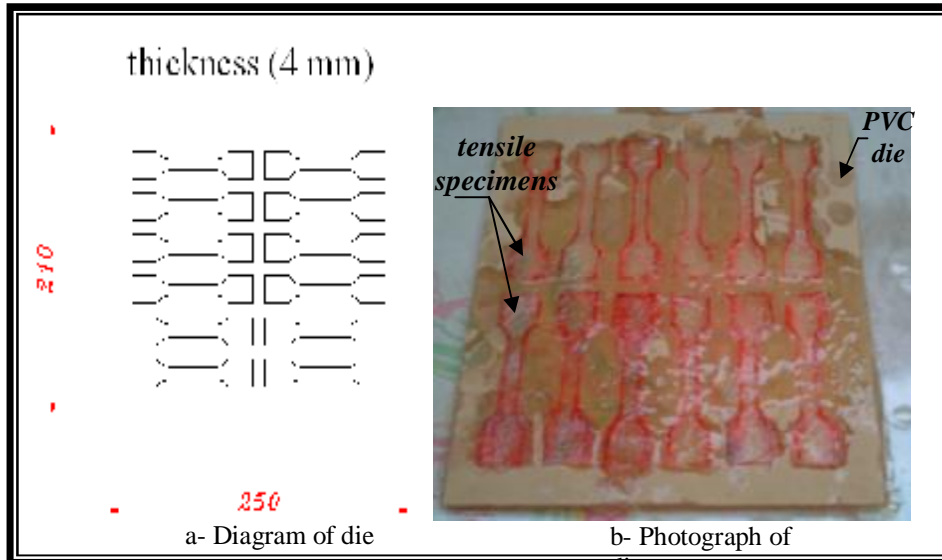 thickness (4 mm)
tensile
specimens
PVC
die
210
250
a- Diagram of die
b- Photograph of